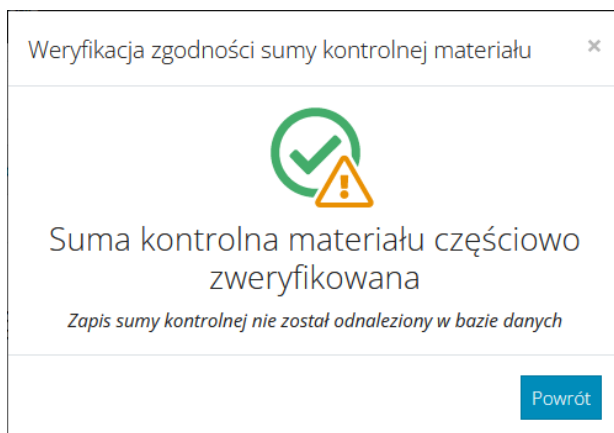 Weryfikacja zgodności sumy kontrolnej materiału
×
Suma kontrolna materiału częściowo
zweryfikowana
Zapis sumy kontrolnej nie został odnaleziony w bazie danych
Powrót